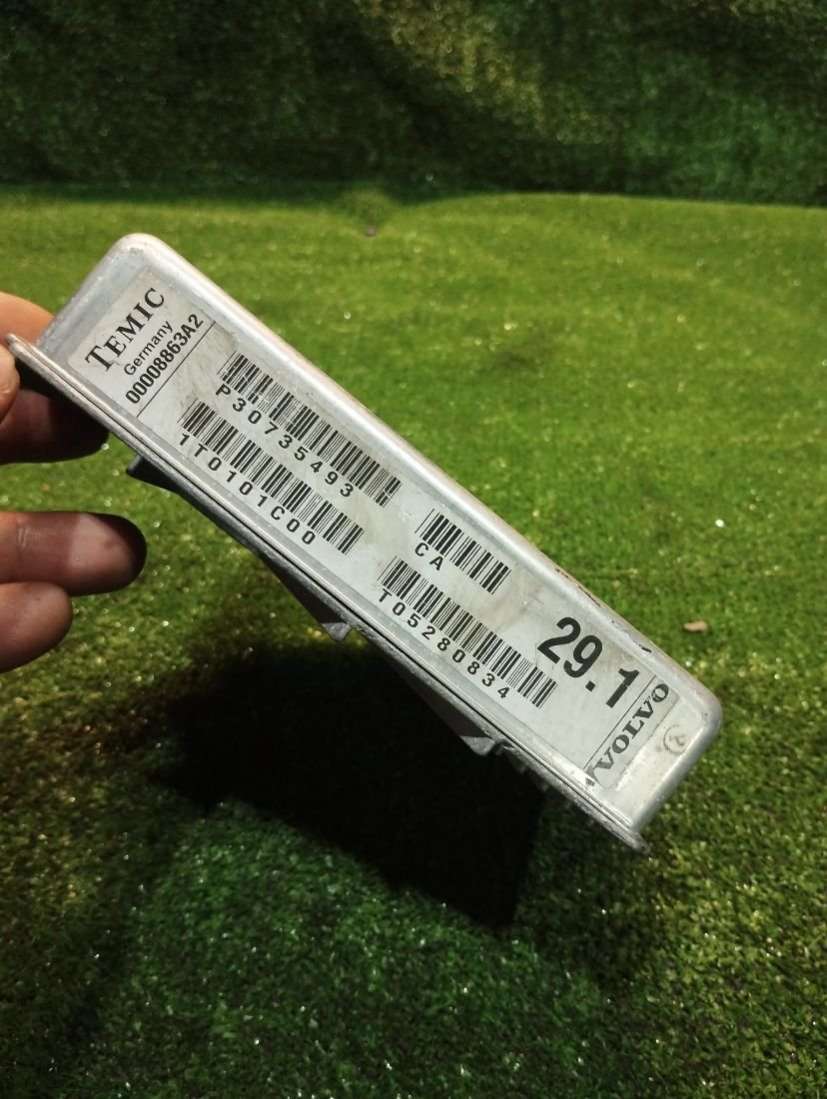 TEMIC
Germany
00008863A2
P30735493
1T0101C00
CA
T05280834
29.1
VOLVO